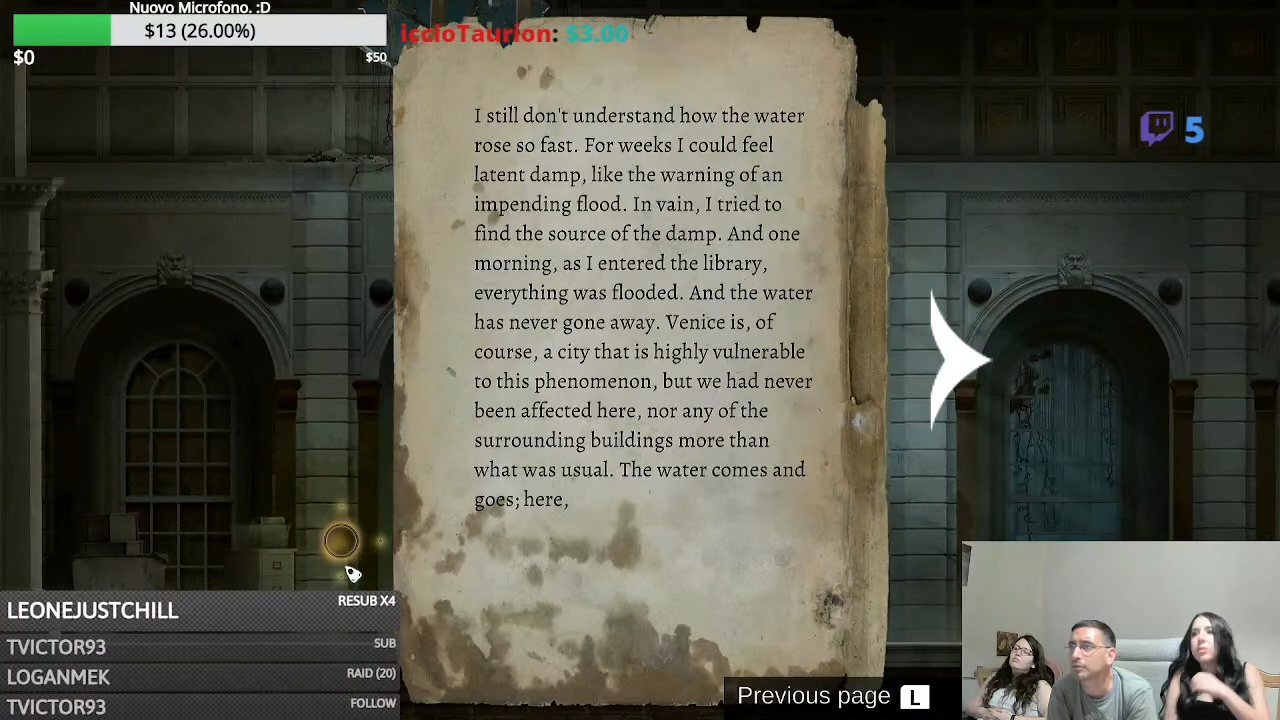 Nuovo Microfono. :D
$13 (26.00%)
$0
$50
iccioTaurion: $3.00
5
I still don't understand how the water
rose so fast. For weeks I could feel
latent damp, like the warning of an
impending flood. In vain, I tried to
find the source of the damp. And one
morning, as I entered the library,
everything was flooded. And the water
has never gone away. Venice is, of
course, a city that is highly vulnerable
to this phenomenon, but we had never
been affected here, nor any of the
surrounding buildings more than
what was usual. The water comes and
goes; here,
Previous page L
LEONEJUSTCHILL RESUB X4
TVICTOR93 SUB
LOGANMEK RAID (20)
TVICTOR93 FOLLOW